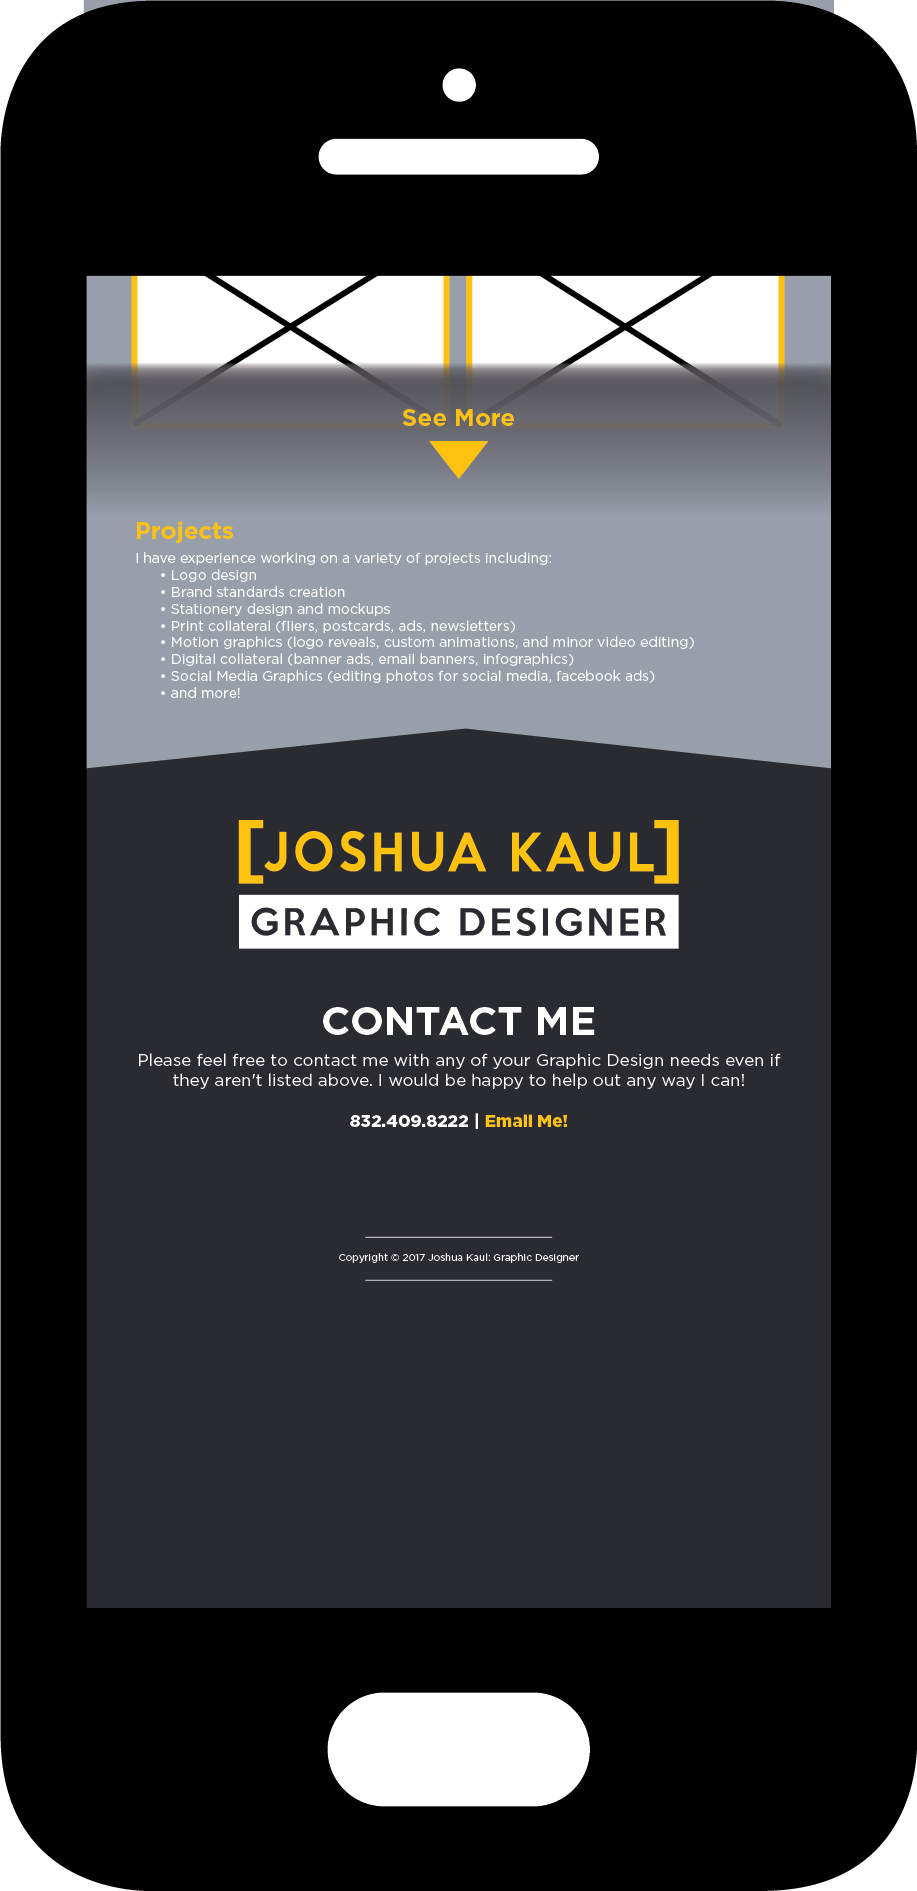 See More
Projects
I have experience working on a variety of projects including:
• Logo design
• Brand standards creation
• Stationery design and mockups
• Print collateral (fliers, postcards, ads, newsletters)
• Motion graphics (logo reveals, custom animations, and minor video editing)
• Digital collateral (banner ads, email banners, infographics)
• Social Media Graphics (editing photos for social media, facebook ads)
• and more!
[JOSHUA KAUL]
GRAPHIC DESIGNER
CONTACT ME
Please feel free to contact me with any of your Graphic Design needs even if
they aren't listed above. I would be happy to help out any way I can!
832.409.8222 | Email Me!
Copyright © 2017 Joshua Kaul: Graphic Designer